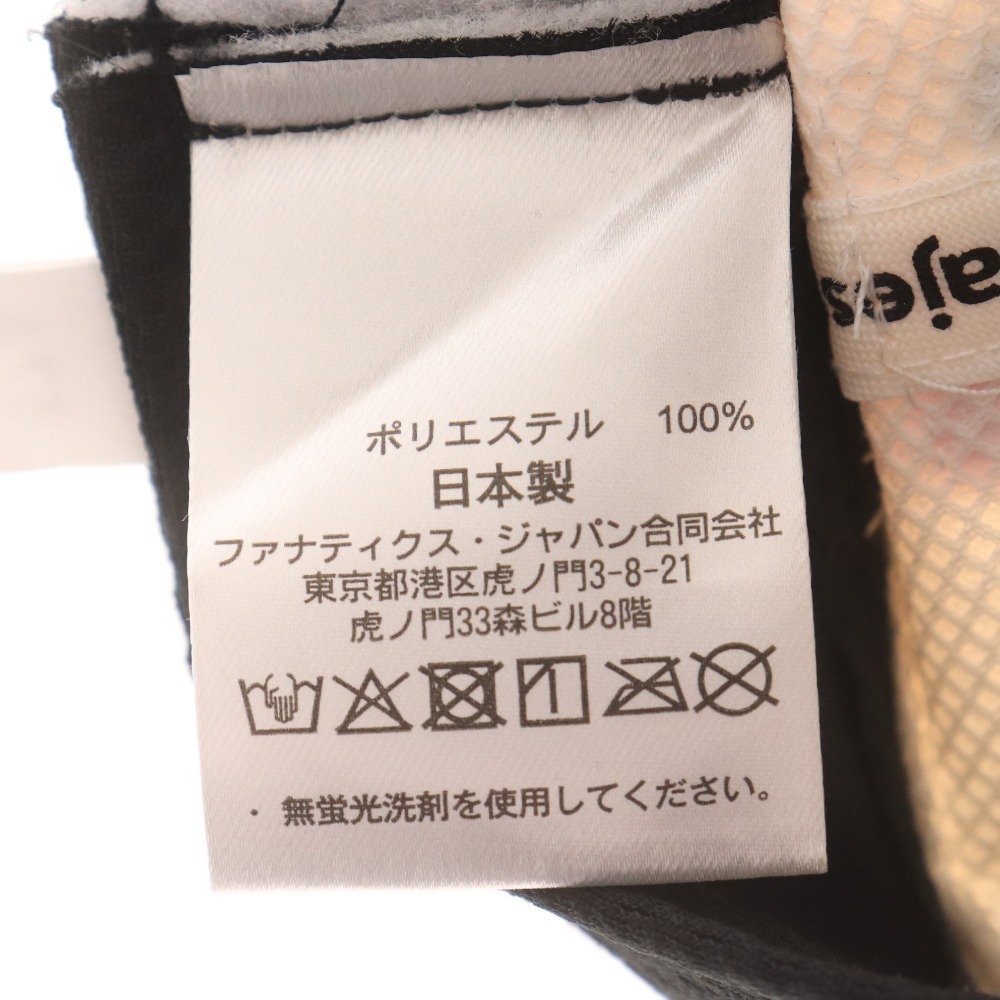 ポリエステル 100%
日本製
ファナティクス・ジャパン合同会社
東京都港区虎ノ門3-8-21
虎ノ門33森ビル8階
・無蛍光洗剤を使用してください。
ajes